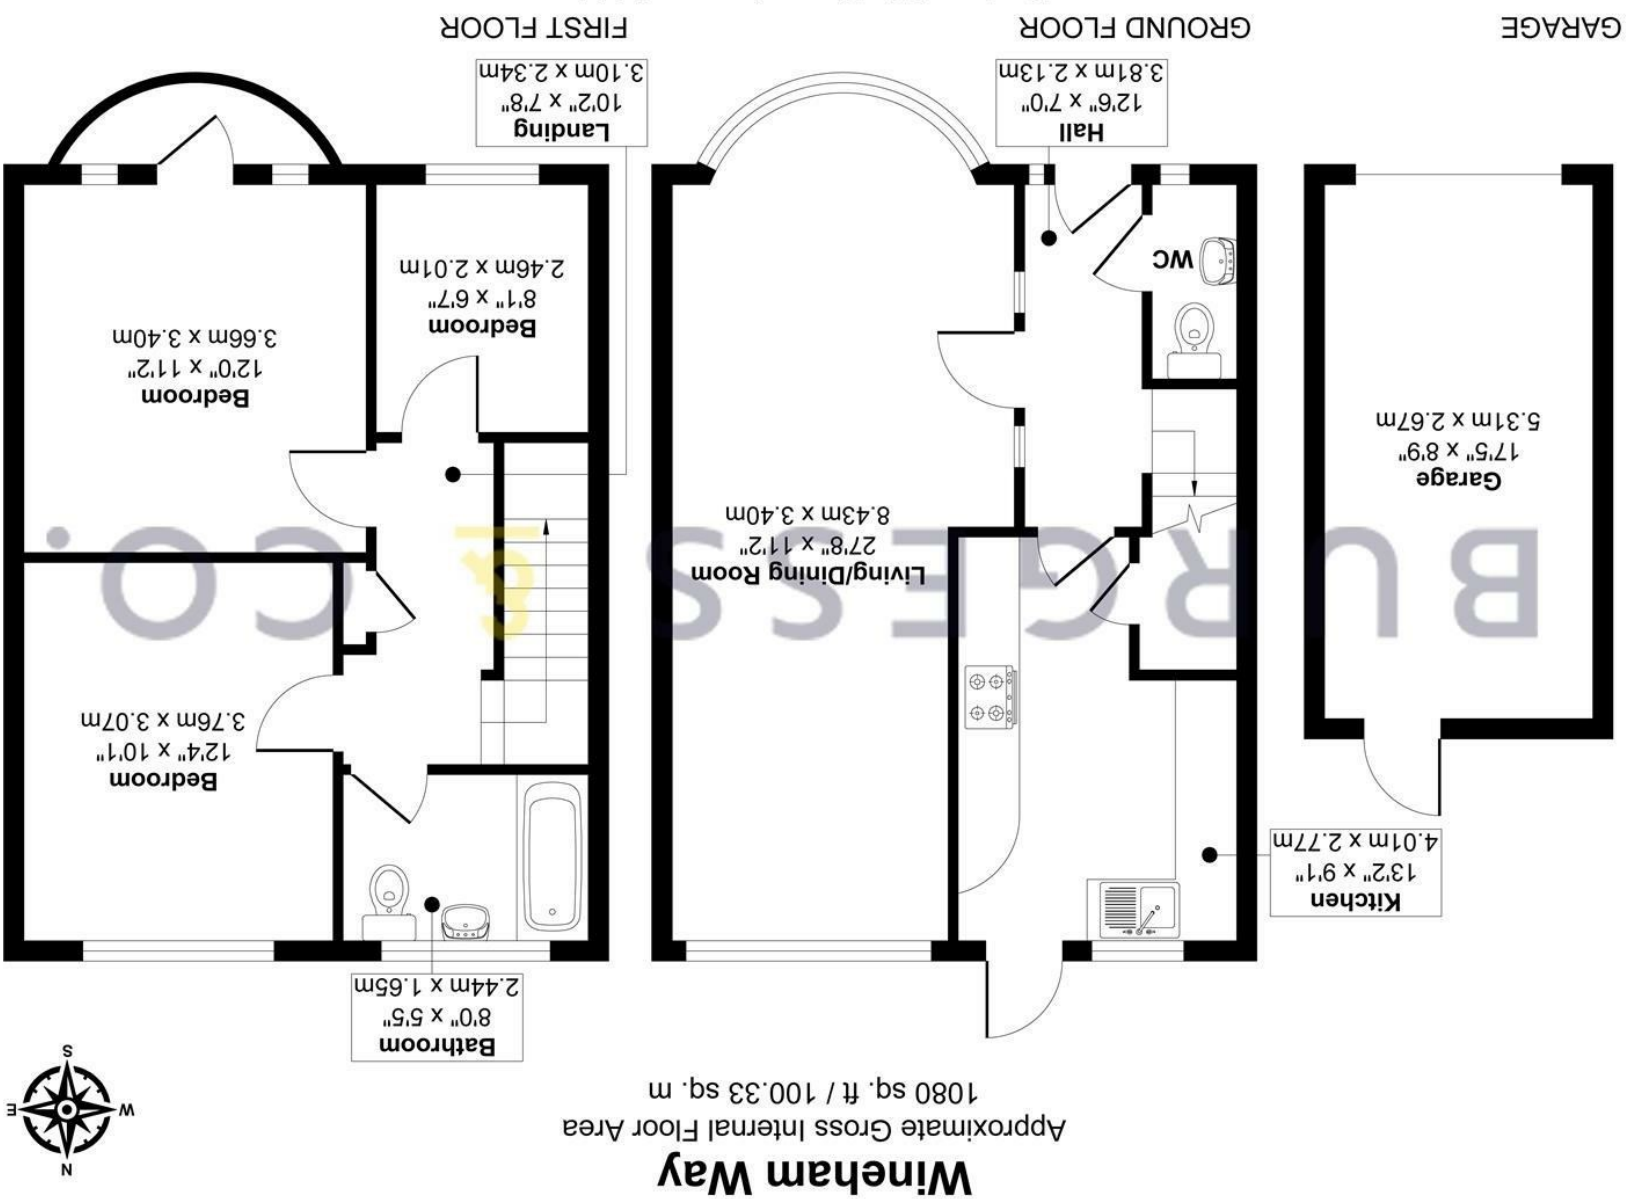 Wineham Way
Approximate Gross Internal Floor Area
1080 sq. ft / 100.33 sq. m
N
W
E
S
Bathroom
8'0" x 5'5"
2.44m x 1.65m
Kitchen
13'2" x 9'1"
4.01m x 2.77m
Bedroom
12'4" x 10'1"
3.76m x 3.07m
BURGESS & CO.
Living/Dining Room
27'8" x 11'2"
8.43m x 3.40m
Garage
17'5" x 8'9"
5.31m x 2.67m
Bedroom
12'0" x 11'2"
3.66m x 3.40m
Bedroom
8'1" x 6'7"
2.46m x 2.01m
WC
Hall
12'6" x 7'0"
3.81m x 2.13m
Landing
10'2" x 7'8"
3.10m x 2.34m
GARAGE
GROUND FLOOR
FIRST FLOOR